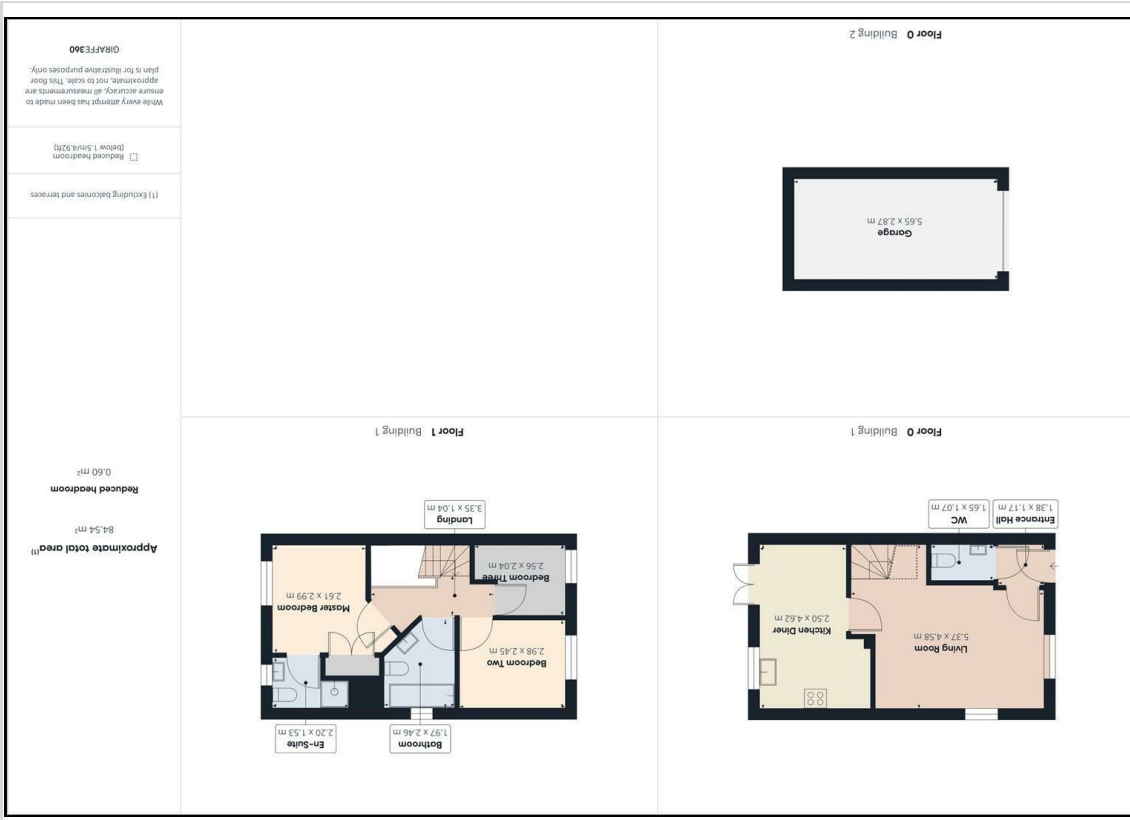 Living Room
5.37 x 4.58 m
Kitchen Diner
2.50 x 4.62 m
Entrance Hall
1.38 x 1.17 m
WC
1.65 x 1.07 m
Floor 0 Building 1
Bathroom
1.97 x 2.46 m
En-Suite
2.20 x 1.53 m
Bedroom Two
2.98 x 2.45 m
Master Bedroom
2.61 x 2.99 m
Bedroom Three
2.56 x 2.04 m
Landing
3.35 x 1.04 m
Floor 1 Building 1
Garage
5.65 x 2.87 m
Floor 0 Building 2
Approximate total area(1)
84.54 m²
Reduced headroom
0.60 m²
(1) Excluding balconies and terraces
Reduced headroom
(below 1.5m/4.92ft)
While every attempt has been made to
ensure accuracy, all measurements are
approximate, not to scale. This floor
plan is for illustrative purposes only.
GIRAFFE360